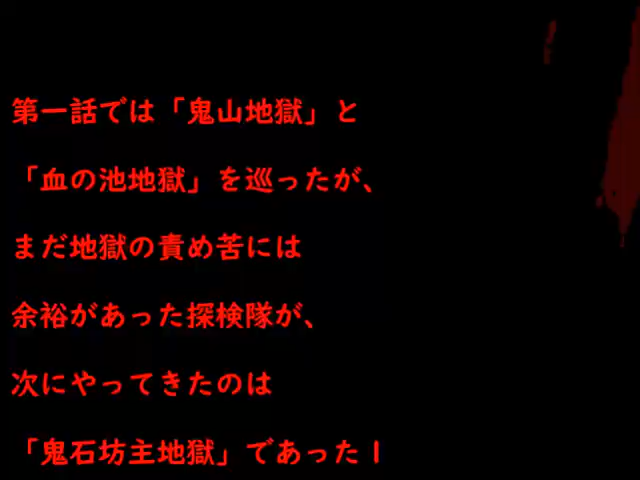 第一話では「鬼山地獄」と
「血の池地獄」を巡ったが、
まだ地獄の責め苦には
余裕があった探検隊が、
次にやってきたのは
「鬼石坊主地獄」であった！